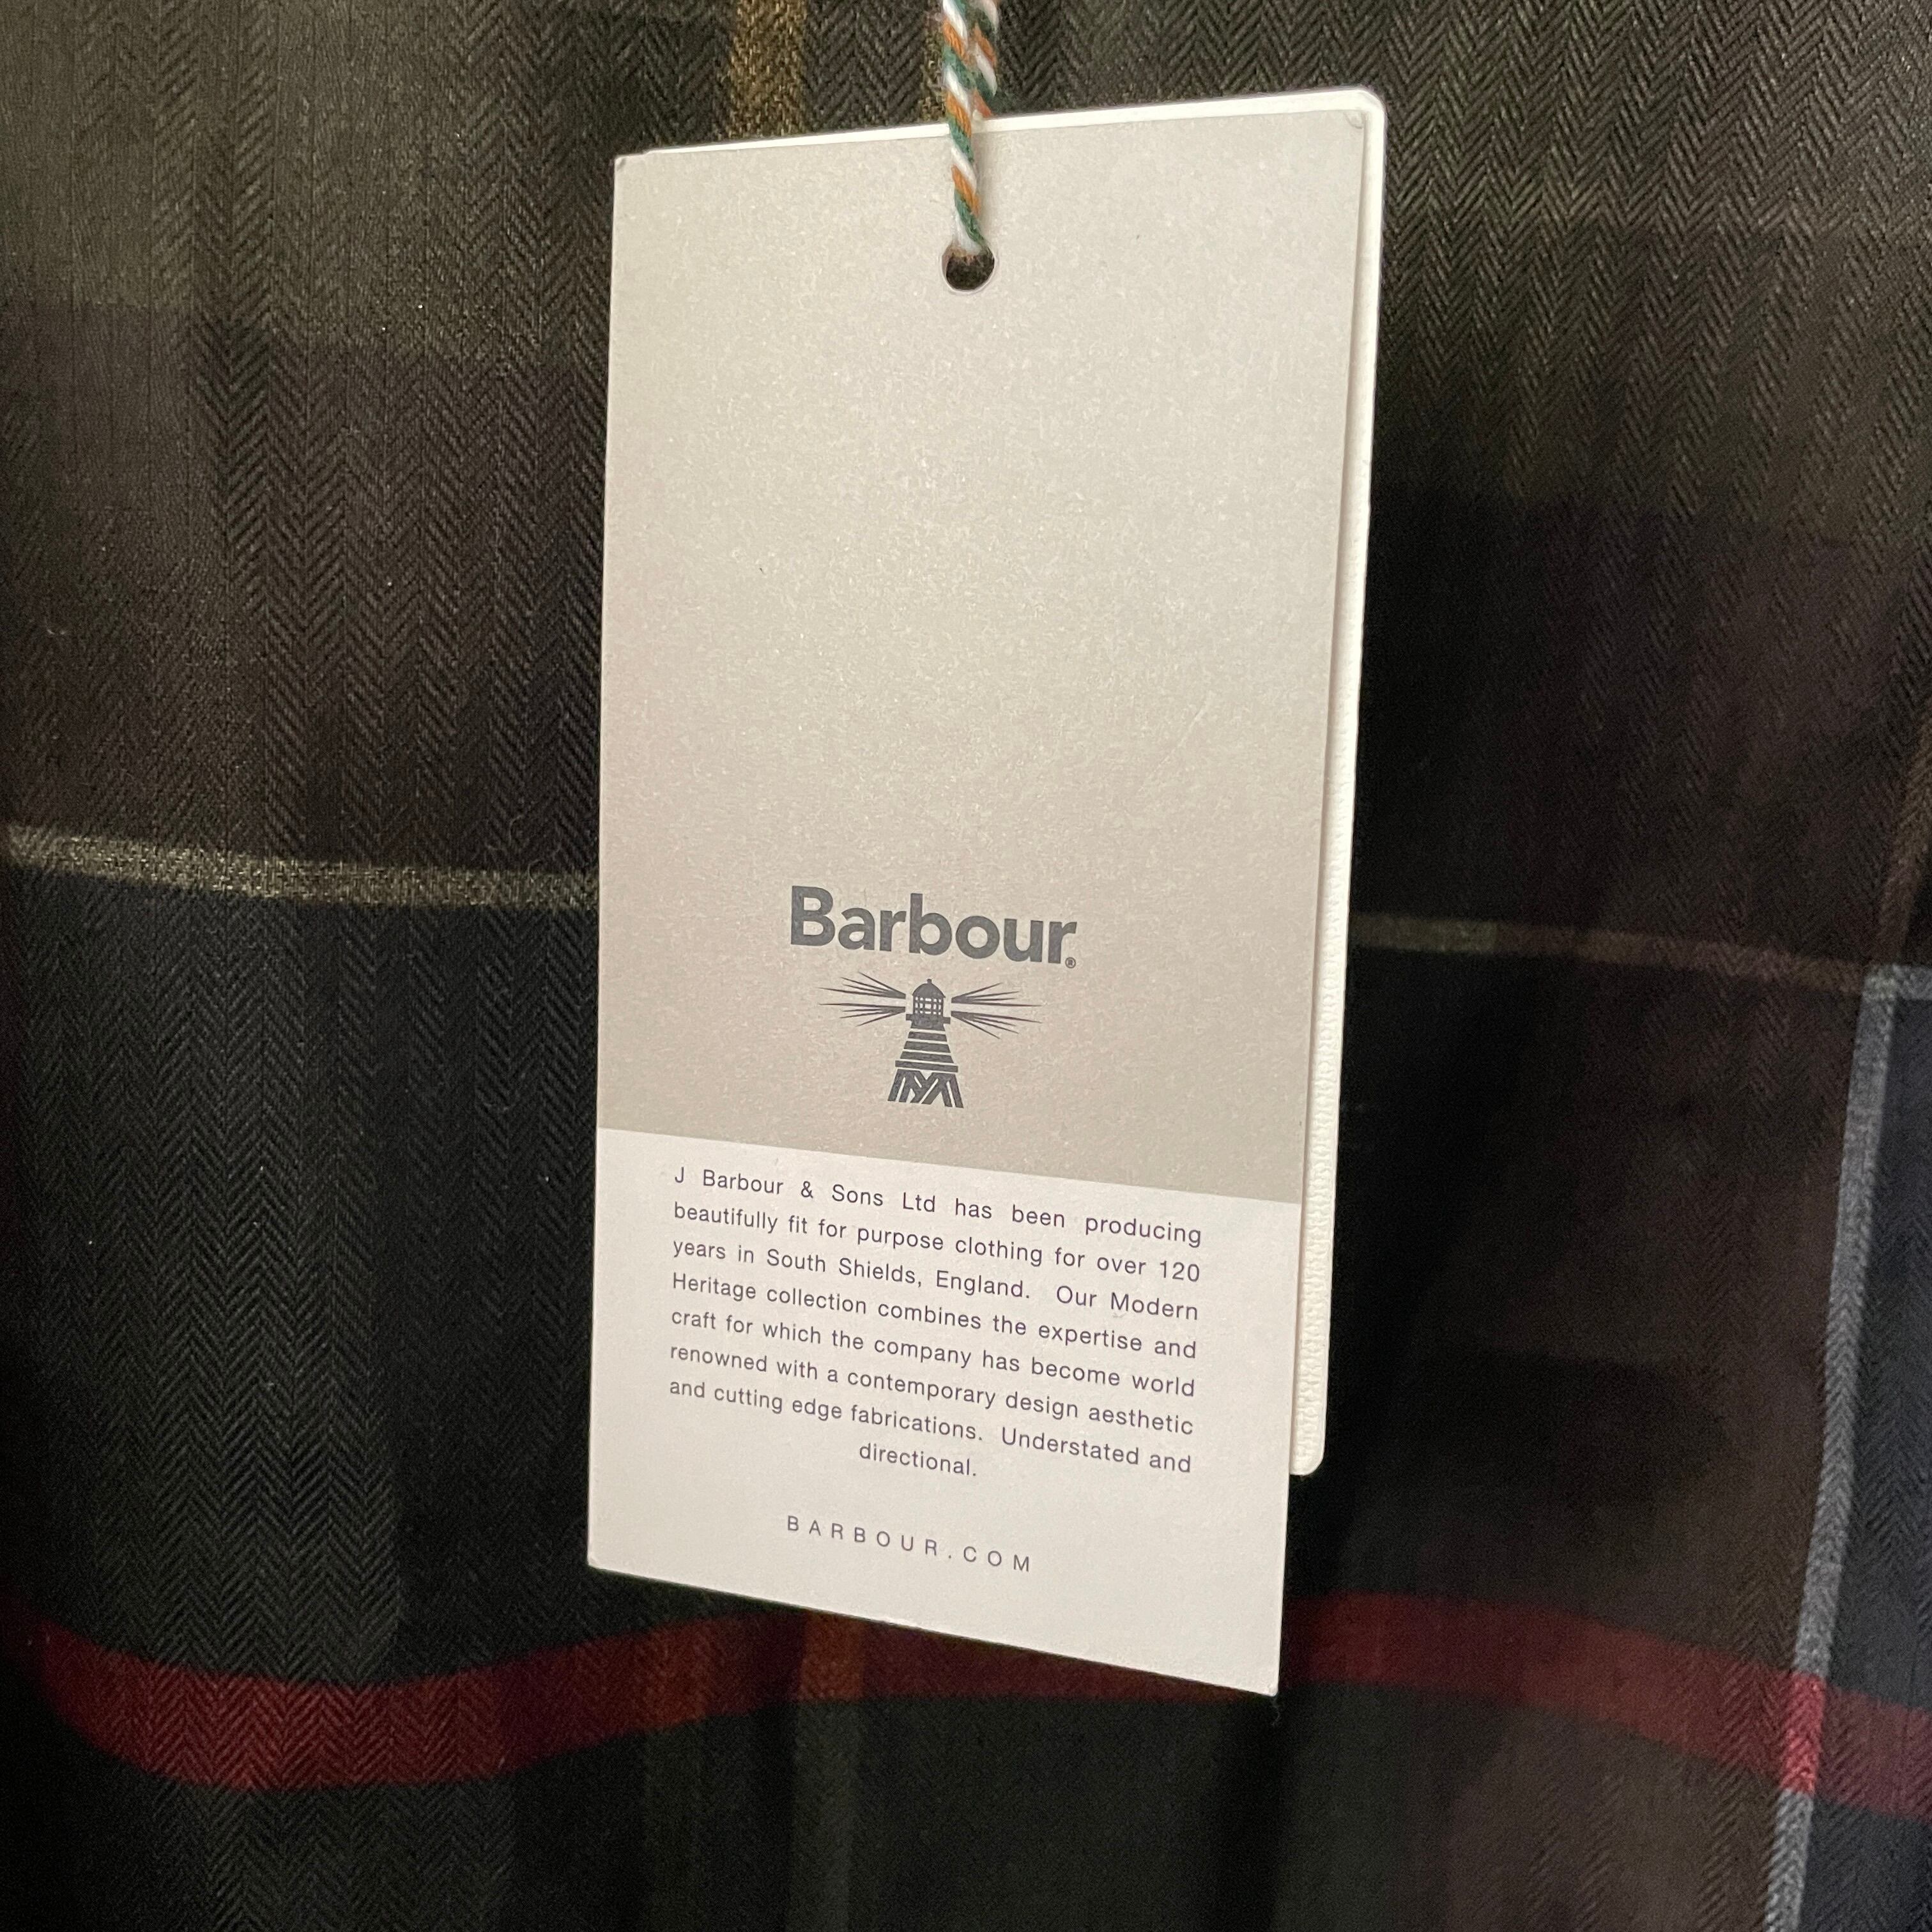 Barbour®
J Barbour & Sons Ltd has been producing
beautifully fit for purpose clothing for over 120
years in South Shields, England. Our Modern
Heritage collection combines the expertise and
craft for which the company has become world
renowned with a contemporary design aesthetic
and cutting edge fabrications. Understated and
directional.
BARBOUR.COM